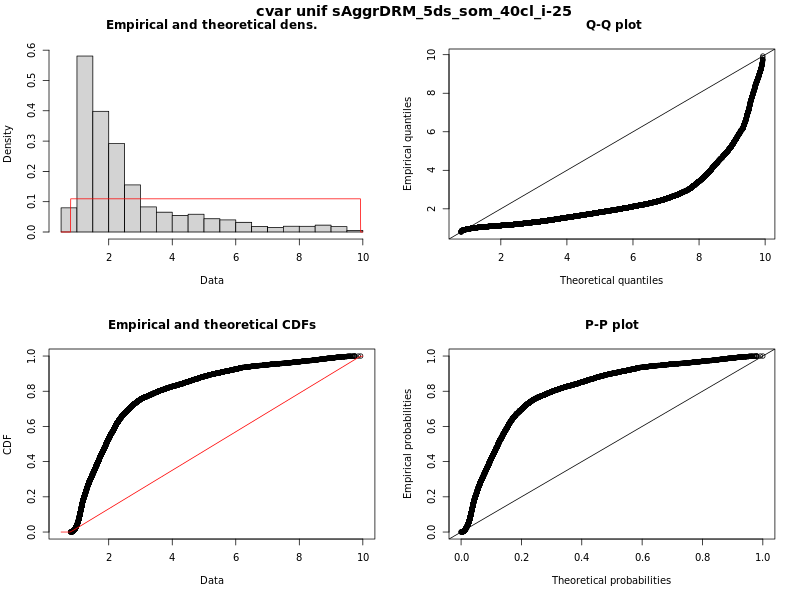 cvar unif sAggrDRM_5ds_som_40cl_i-25
Empirical and theoretical dens.
Density
0.0 0.1 0.2 0.3 0.4 0.5 0.6
2 4 6 8 10
Data
Q-Q plot
Empirical quantiles
2 4 6 8 10
2 4 6 8 10
Theoretical quantiles
Empirical and theoretical CDFs
CDF
0.0 0.2 0.4 0.6 0.8 1.0
2 4 6 8 10
Data
P-P plot
Empirical probabilities
0.0 0.2 0.4 0.6 0.8 1.0
0.0 0.2 0.4 0.6 0.8 1.0
Theoretical probabilities